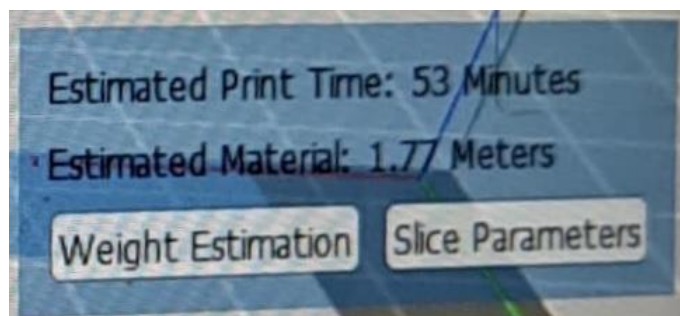 Estimated Print Time: 53 Minutes
Estimated Material: 1.77 Meters
Weight Estimation Slice Parameters